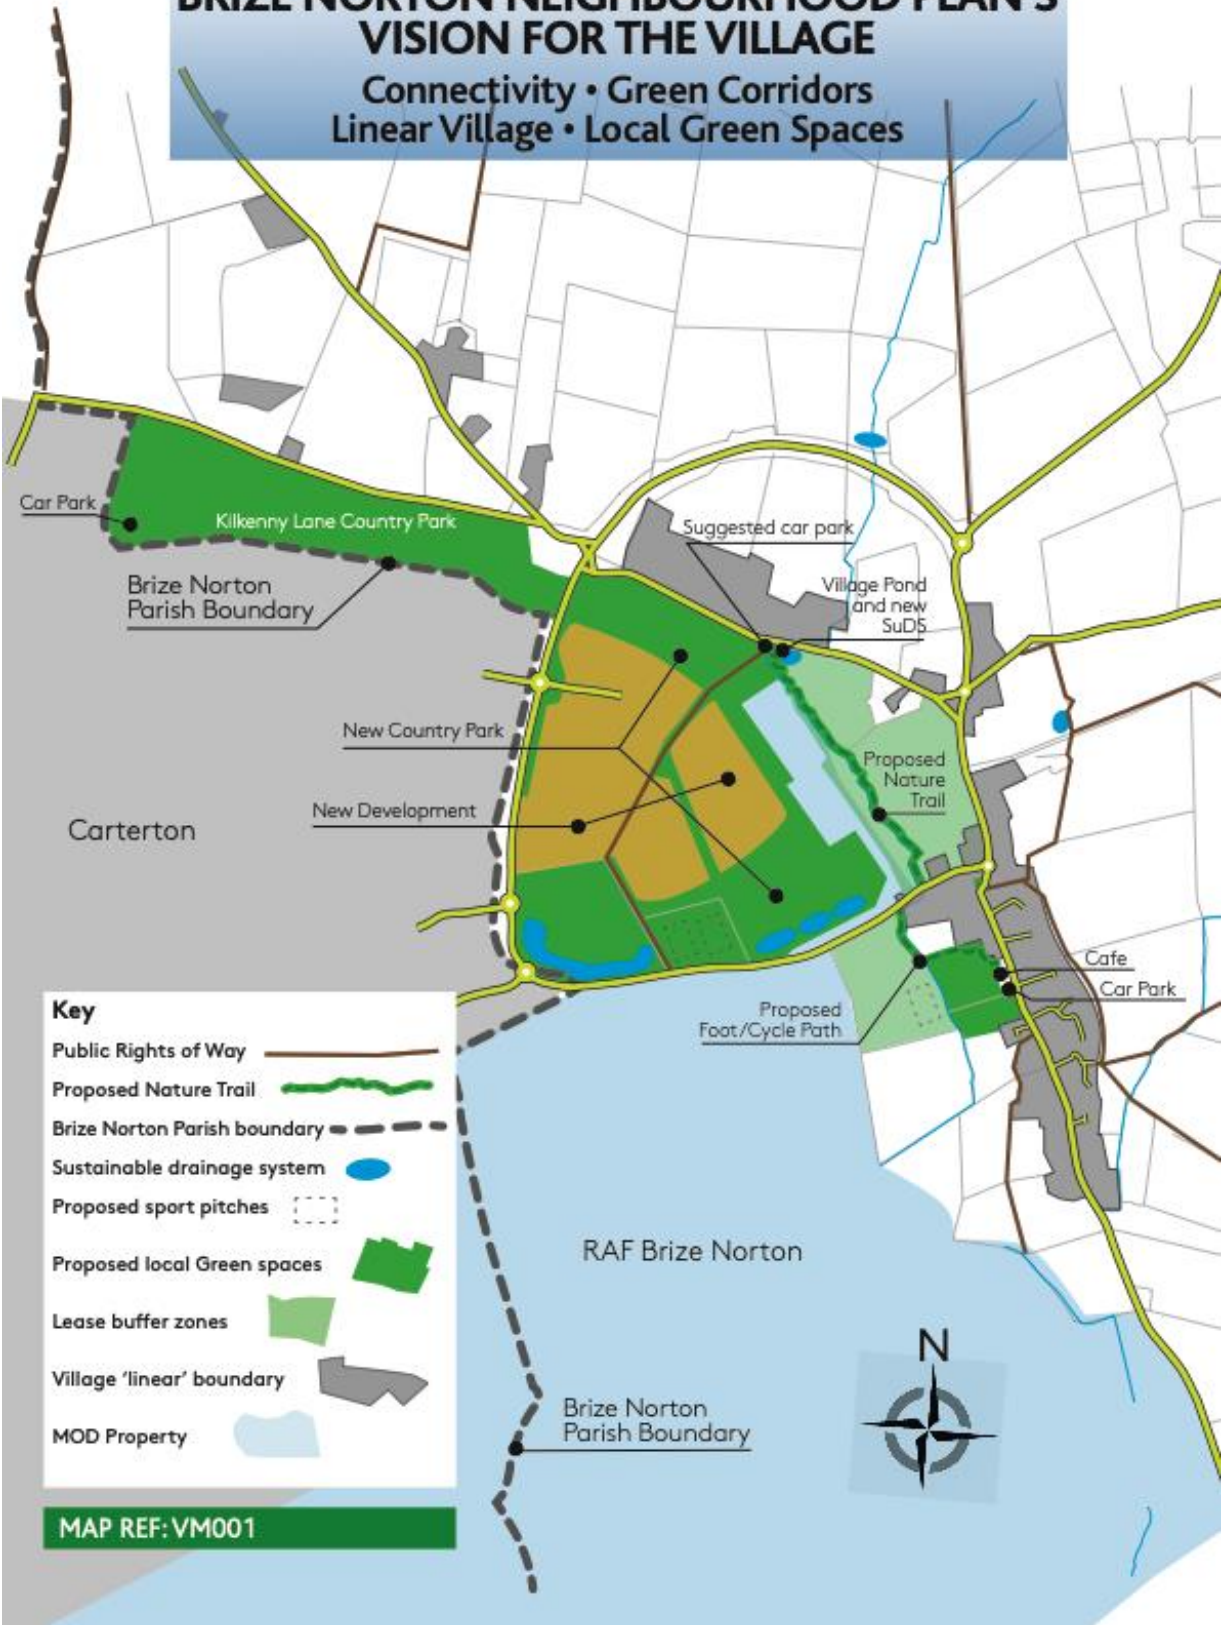 BRIZE NORTON NEIGHBOURHOOD PLAN'S
VISION FOR THE VILLAGE
Connectivity • Green Corridors
Linear Village • Local Green Spaces
Car Park
Kilkenny Lane Country Park
Suggested car park
Brize Norton
Parish Boundary
Village Pond
and new
SuDS
New Country Park
Proposed
Nature
Trail
New Development
Carterton
Cafe
Car Park
Proposed
Foot/Cycle Path
Key
Public Rights of Way
Proposed Nature Trail
Brize Norton Parish boundary
Sustainable drainage system
Proposed sport pitches
Proposed local Green spaces
Lease buffer zones
Village 'linear' boundary
MOD Property
RAF Brize Norton
N
Brize Norton
Parish Boundary
MAP REF: VM001